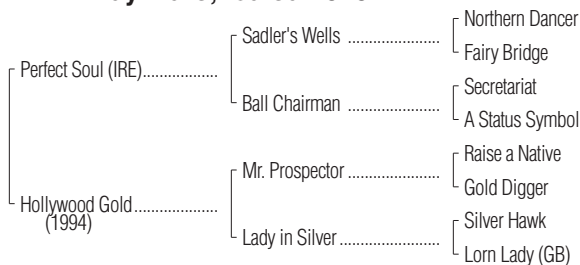 Northern Dancer
Sadler's Wells ........................
Fairy Bridge
Perfect Soul (IRE)...................
Secretariat
Ball Chairman ........................
A Status Symbol
Raise a Native
Mr. Prospector ........................
Gold Digger
Hollywood Gold.....................
(1994)
Silver Hawk
Lady in Silver ..........................
Lorn Lady (GB)